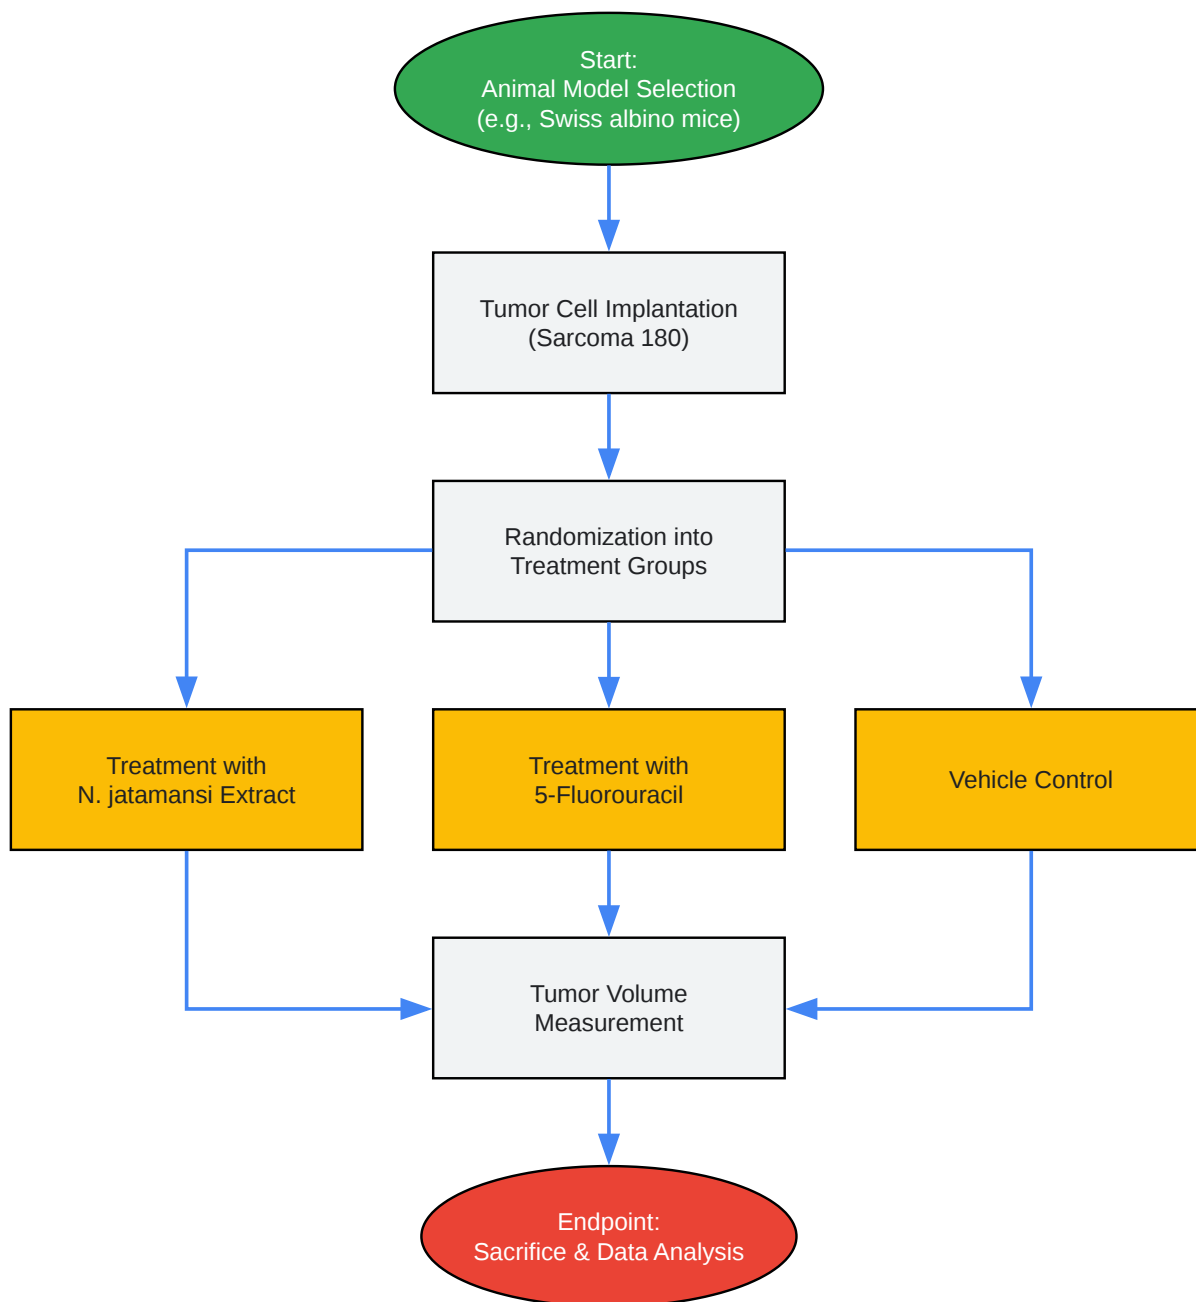 Start:
Animal Model Selection
(e.g., Swiss albino mice)
Tumor Cell Implantation
(Sarcoma 180)
Randomization into
Treatment Groups
Treatment with
N. jatamansi Extract
Treatment with
5-Fluorouracil
Vehicle Control
Tumor Volume
Measurement
Endpoint:
Sacrifice & Data Analysis